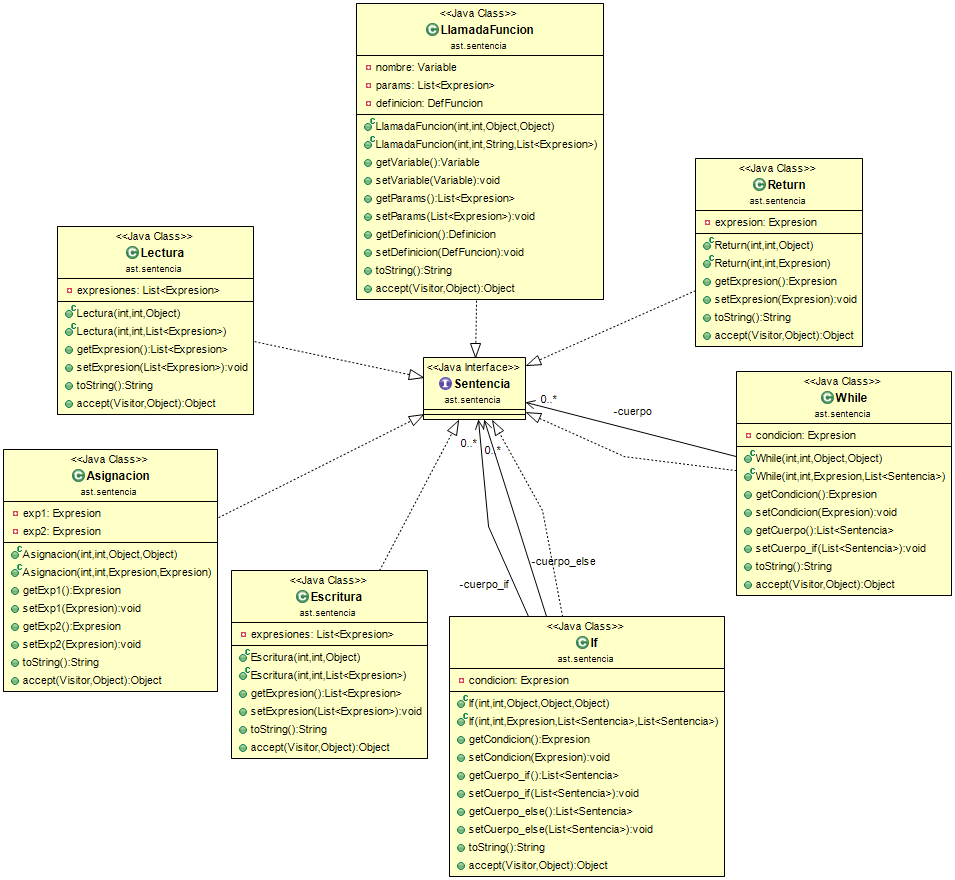 <<Java Class>>
LlamadaFuncion
ast.sentencia
nombre: Variable
params: List<Expresion>
definicion: DefFuncion
LlamadaFuncion(int,int,Object,Object)
LlamadaFuncion(int,int,String,List<Expresion>)
getVariable():Variable
setVariable(Variable):void
getParams():List<Expresion>
setParams(List<Expresion>):void
getDefinicion():Definicion
setDefinicion(DefFuncion):void
toString():String
accept(Visitor,Object):Object
<<Java Class>>
Return
ast.sentencia
expresion: Expresion
Return(int,int,Object)
Return(int,int,Expresion)
getExpresion():Expresion
setExpresion(Expresion):void
toString():String
accept(Visitor,Object):Object
<<Java Class>>
Lectura
ast.sentencia
expresiones: List<Expresion>
Lectura(int,int,Object)
Lectura(int,int,List<Expresion>)
getExpresion():List<Expresion>
setExpresion(List<Expresion>):void
toString():String
accept(Visitor,Object):Object
<<Java Interface>>
Sentencia
ast.sentencia
0..*
-cuerpo
0..*
0..*
-cuerpo_else
-cuerpo_if
<<Java Class>>
While
ast.sentencia
condicion: Expresion
While(int,int,Object,Object)
While(int,int,Expresion,List<Sentencia>)
getCondicion():Expresion
setCondicion(Expresion):void
getCuerpo():List<Sentencia>
setCuerpo_if(List<Sentencia>):void
toString():String
accept(Visitor,Object):Object
<<Java Class>>
Asignacion
ast.sentencia
exp1: Expresion
exp2: Expresion
Asignacion(int,int,Object,Object)
Asignacion(int,int,Expresion,Expresion)
getExp1():Expresion
setExp1(Expresion):void
getExp2():Expresion
setExp2(Expresion):void
toString():String
accept(Visitor,Object):Object
<<Java Class>>
Escritura
ast.sentencia
expresiones: List<Expresion>
Escritura(int,int,Object)
Escritura(int,int,List<Expresion>)
getExpresion():List<Expresion>
setExpresion(List<Expresion>):void
toString():String
accept(Visitor,Object):Object
<<Java Class>>
If
ast.sentencia
condicion: Expresion
If(int,int,Object,Object,Object)
If(int,int,Expresion,List<Sentencia>,List<Sentencia>)
getCondicion():Expresion
setCondicion(Expresion):void
getCuerpo_if():List<Sentencia>
setCuerpo_if(List<Sentencia>):void
getCuerpo_else():List<Sentencia>
setCuerpo_else(List<Sentencia>):void
toString():String
accept(Visitor,Object):Object